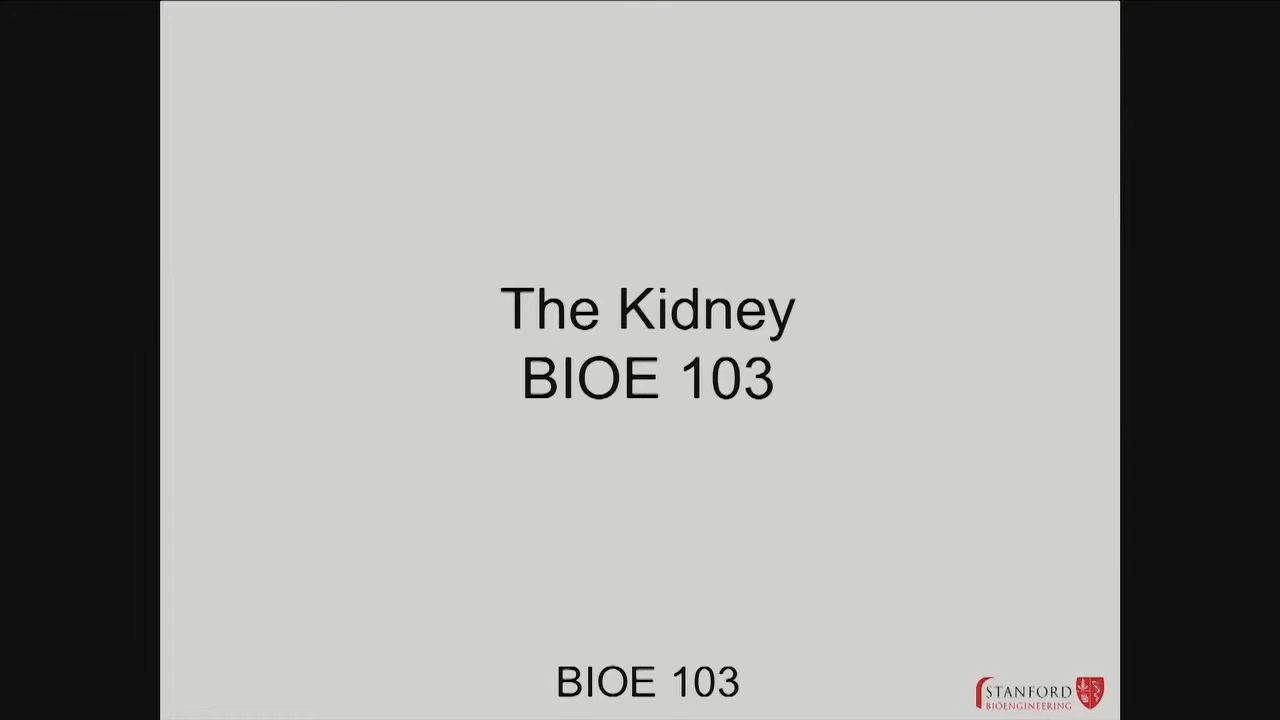 The Kidney
BIOE 103
BIOE 103
STANFORD
BIOENGINEERING